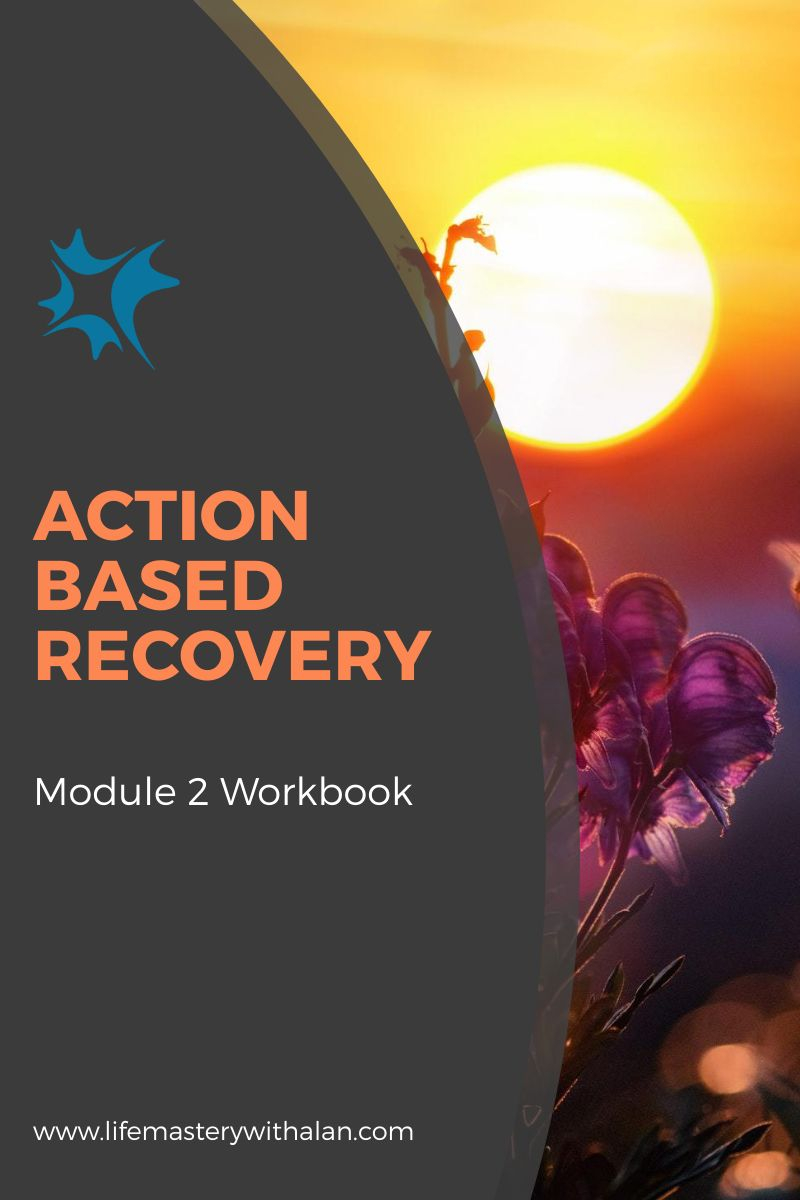 ACTION
BASED
RECOVERY
Module 2 Workbook
www.lifemasterywithalan.com